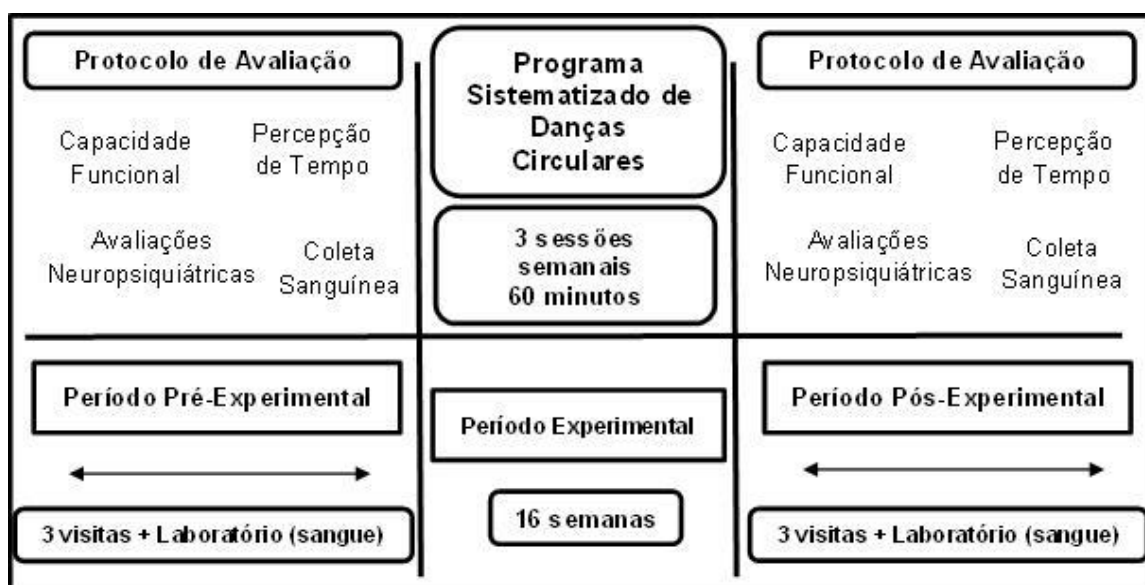 Protocolo de Avaliação
Capacidade
Funcional
Percepção
de Tempo
Avaliações
Neuropsiquiátricas
Coleta
Sanguínea
Programa
Sistematizado de
Danças
Circulares
3 sessões
semanais
60 minutos
Protocolo de Avaliação
Capacidade
Funcional
Percepção
de Tempo
Avaliações
Neuropsiquiátricas
Coleta
Sanguínea
Período Pré-Experimental
3 visitas + Laboratório (sangue)
Período Experimental
16 semanas
Período Pós-Experimental
3 visitas + Laboratório (sangue)